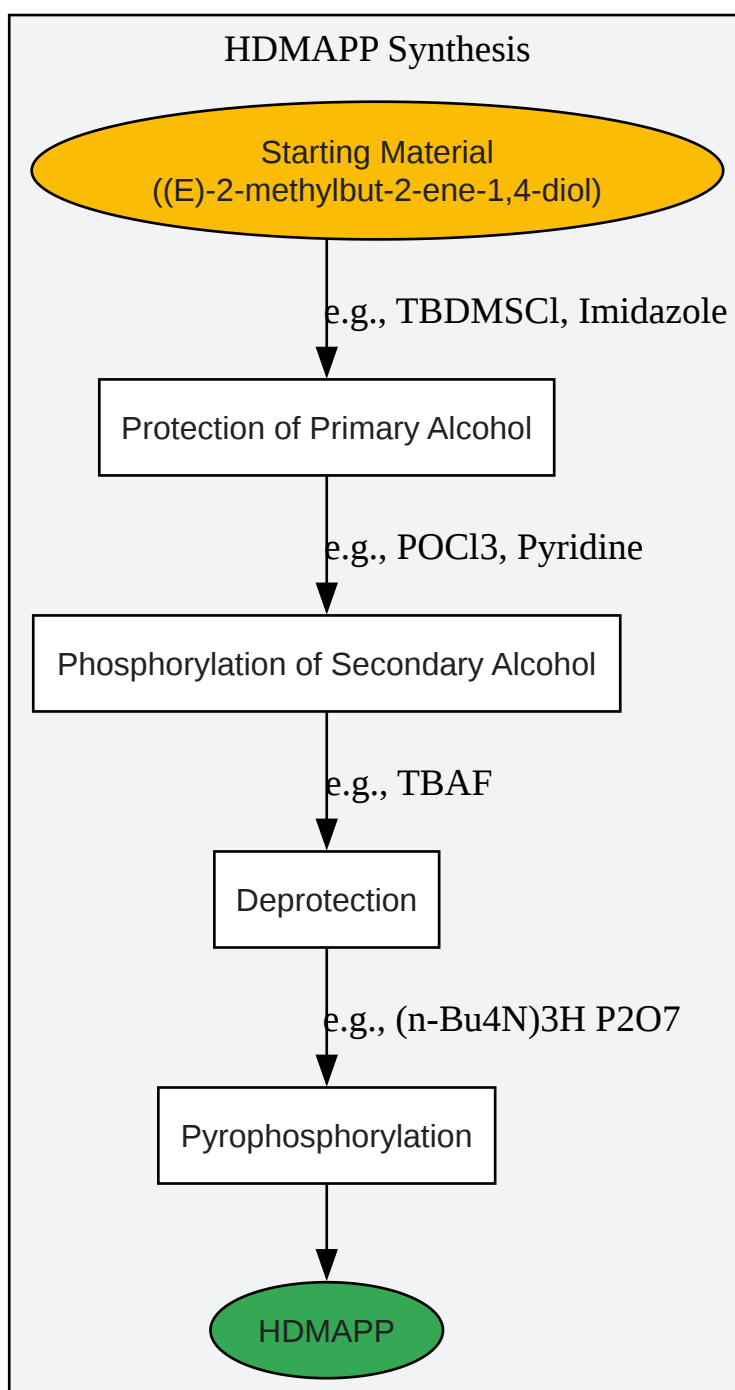 HDMAPP Synthesis
Starting Material
((E)-2-methylbut-2-ene-1,4-diol)
e.g., TBDMSCl, Imidazole
Protection of Primary Alcohol
e.g., POCl3, Pyridine
Phosphorylation of Secondary Alcohol
e.g., TBAF
Deprotection
e.g., (n-Bu4N)3H P2O7
Pyrophosphorylation
HDMAPP